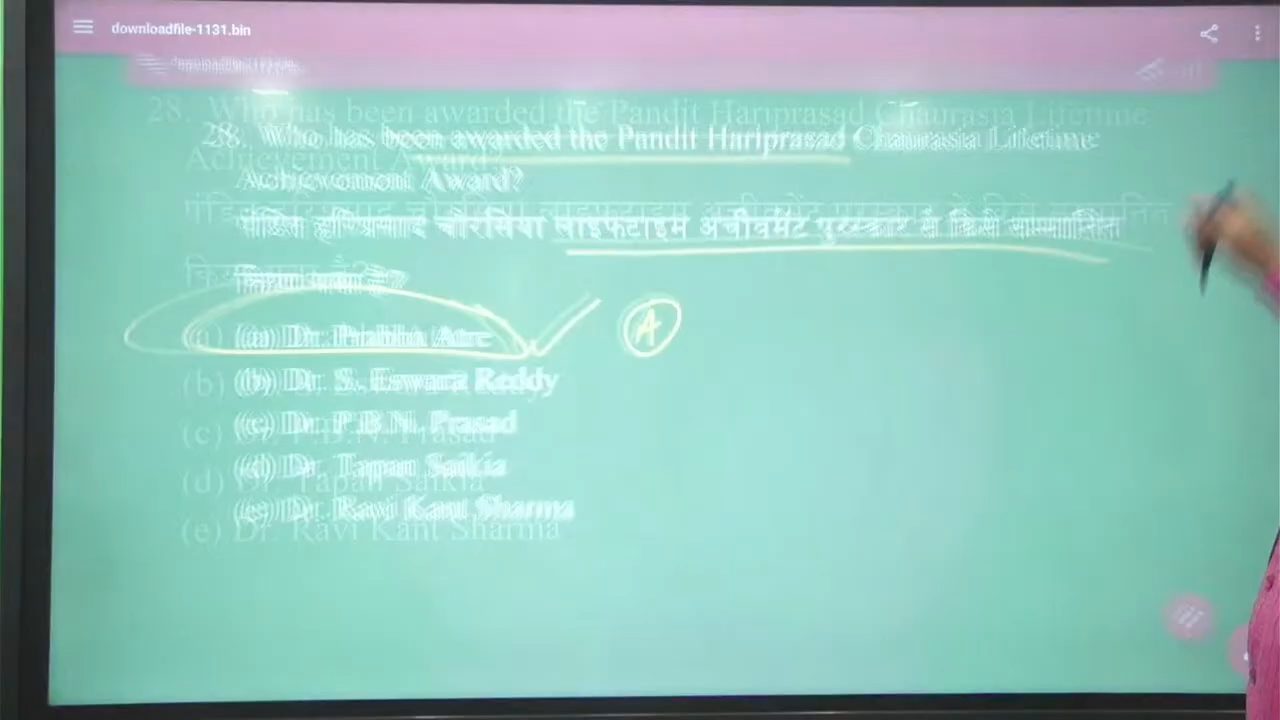 downloadfile-1131.bin
28. Who has been awarded the Pandit Hariprasad Chaurasia Lifetime
Achievement Award?
पंडित हरिप्रसाद चौरसिया लाइफटाइम अचीवमेंट पुरस्कार से किसे सम्मानित
किया गया है?
(a) Dr. Prabha Atre
A
(b) Dr. S. Eswara Reddy
(c) Dr. P.B.N. Prasad
(d) Dr. Tapan Saikia
(e) Dr. Ravi Kant Sharma